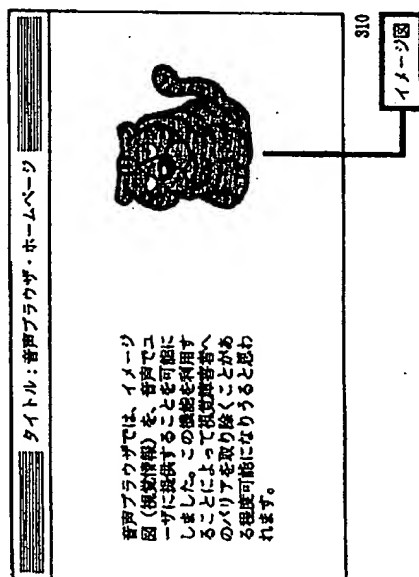 タイトル：音声ブラウザ・ホームページ
音声ブラウザでは、イメージ
図（視覚情報）を、音声でユ
ーザに提供することを可能に
しました。この機能を利用す
ることによって視覚障害者へ
のバリアを取り除くことがあ
る程度可能になりうると思わ
れます。
310
イメージ図